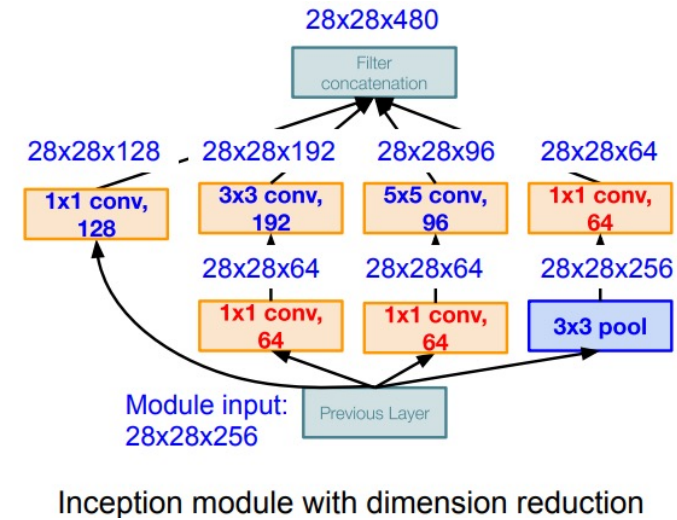 28x28x480
Filter
concatenation
28x28x128
28x28x192
28x28x96
28x28x64
1x1 conv,
128
3x3 conv,
192
5x5 conv,
96
1x1 conv,
64
28x28x64
28x28x64
28x28x256
1x1 conv,
64
1x1 conv,
64
3x3 pool
Module input:
28x28x256
Previous Layer
Inception module with dimension reduction